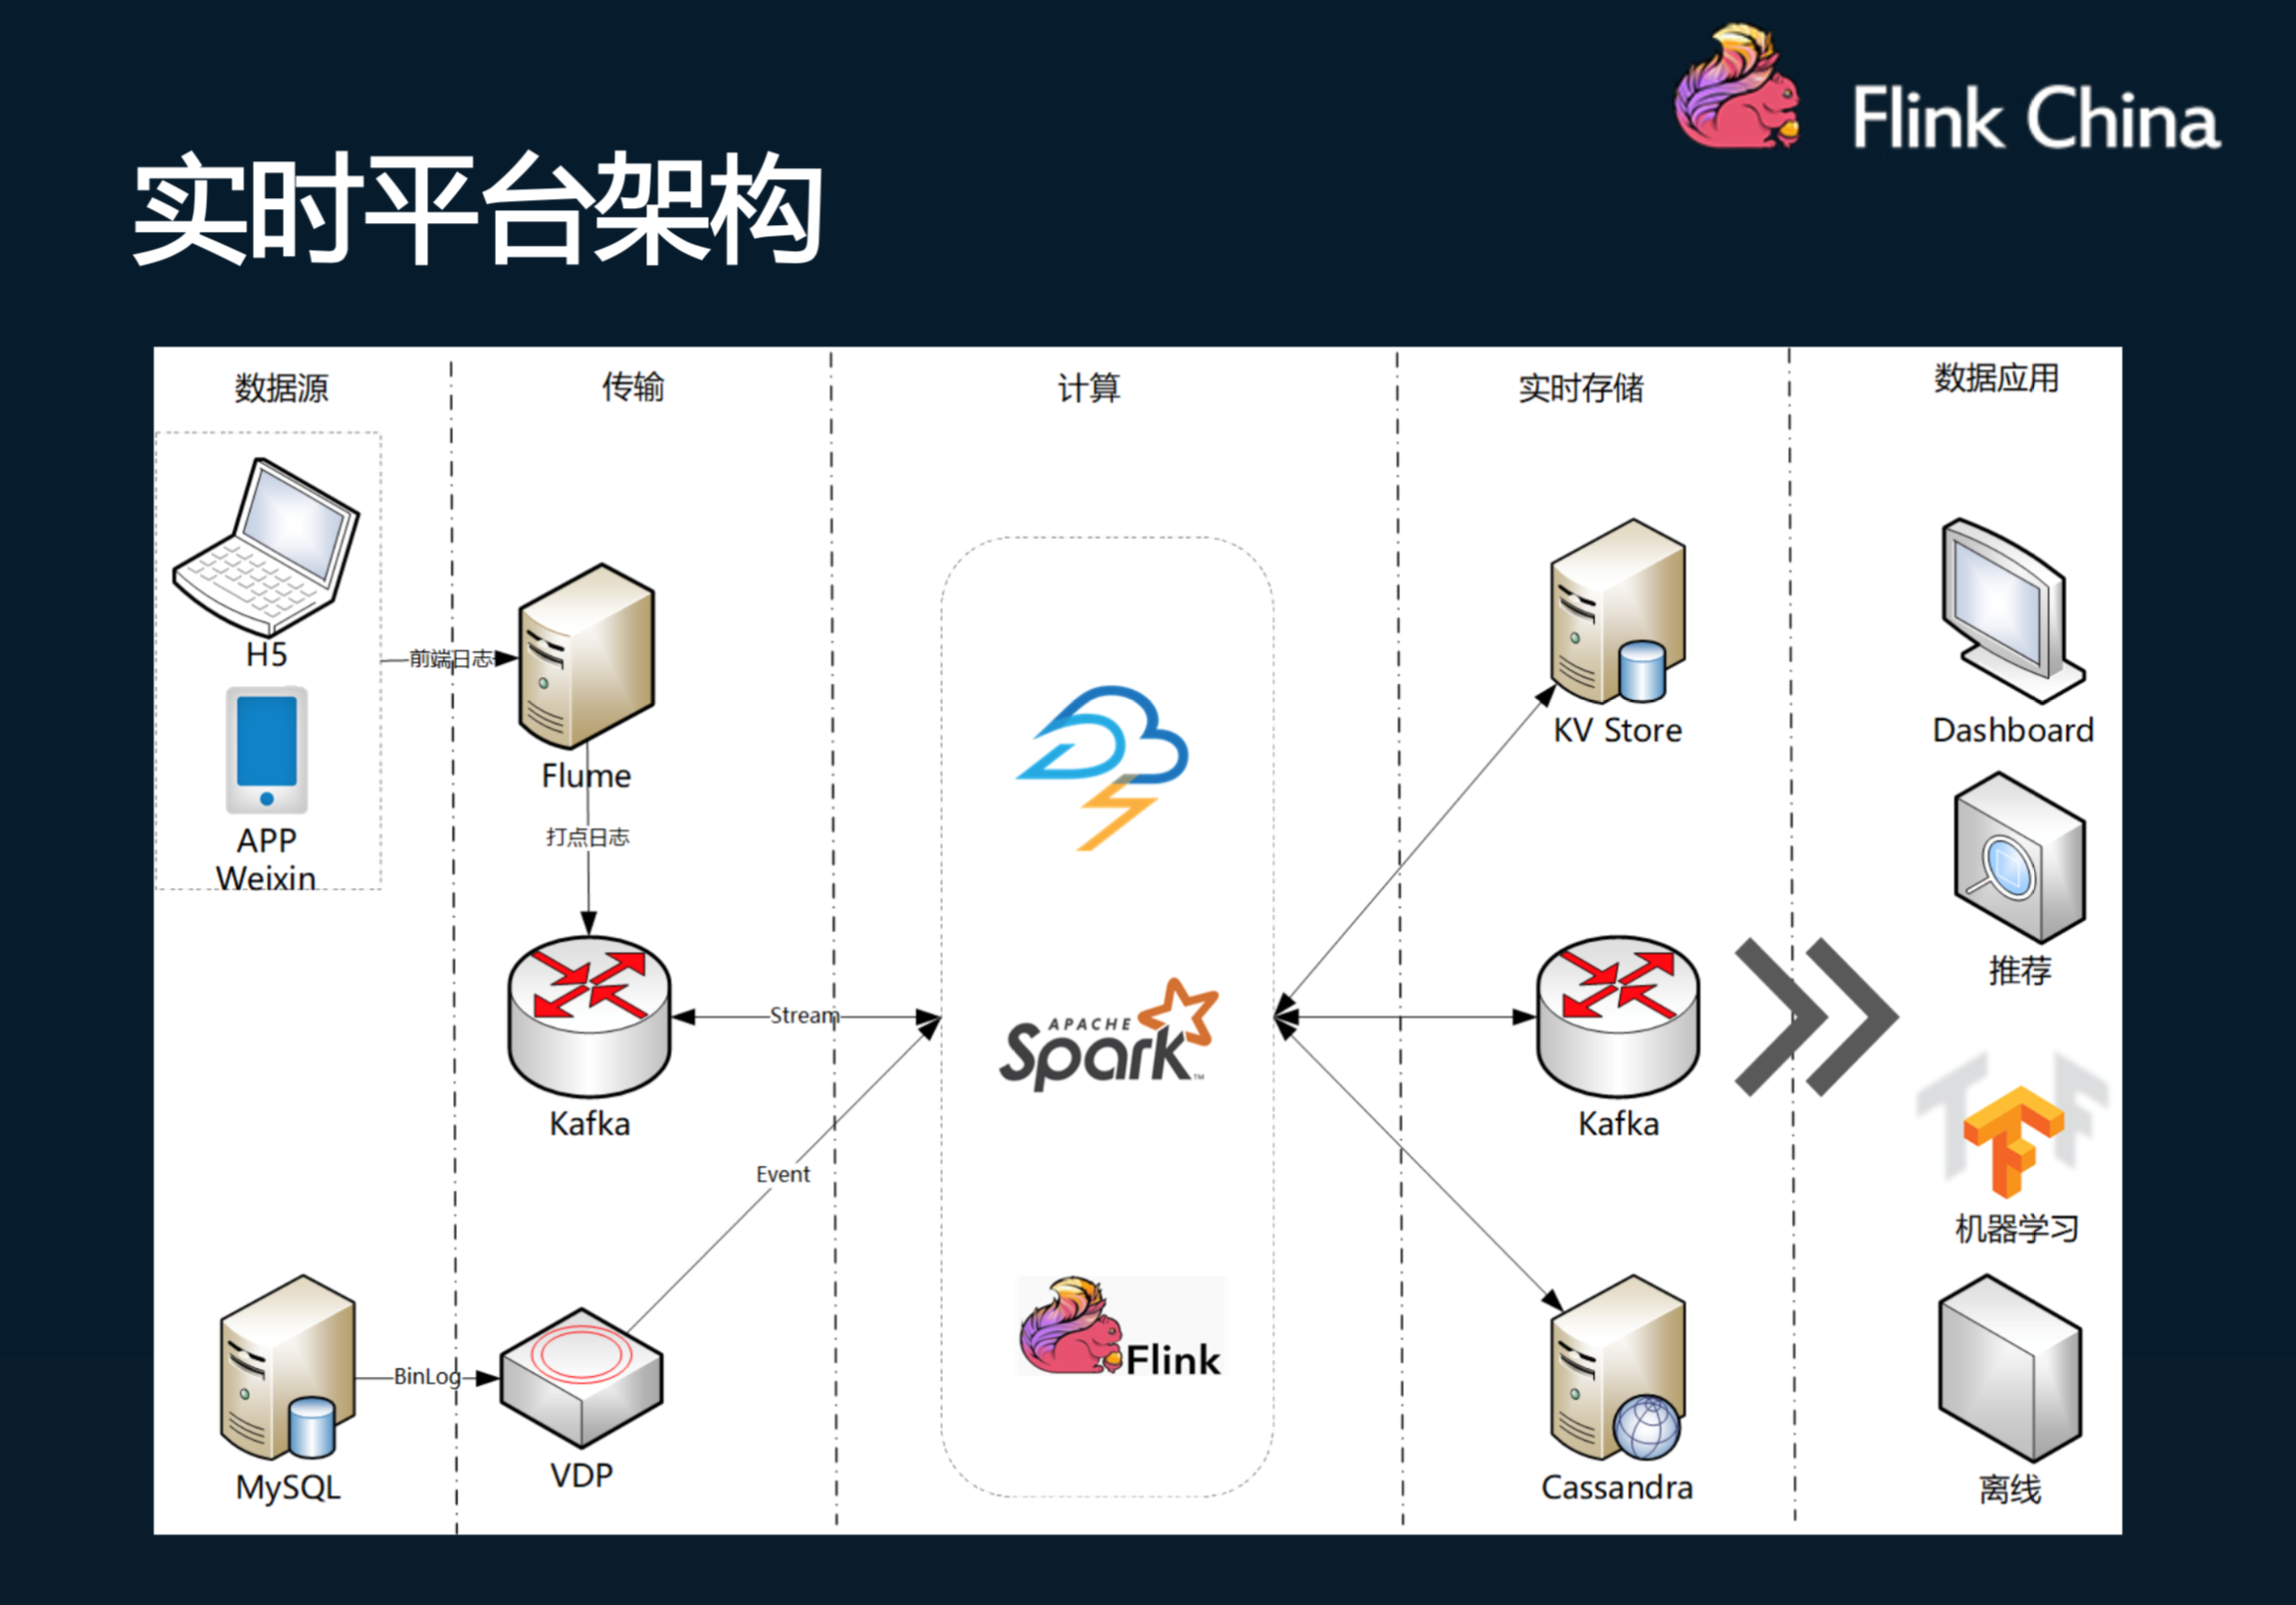 Flink China
实时平台架构
数据源
传输
计算
实时存储
数据应用
H5
APP
Weixin
前端日志
Flume
打点日志
Kafka
Stream
Event
MySQL
BinLog
VDP
APACHE
Spark™
Flink
KV Store
Kafka
Cassandra
Dashboard
推荐
机器学习
离线